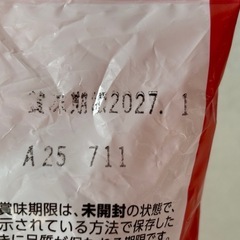 賞味期限2027. 1
A25 711
賞味期限は、未開封の状態で、
示されている方法で保存した